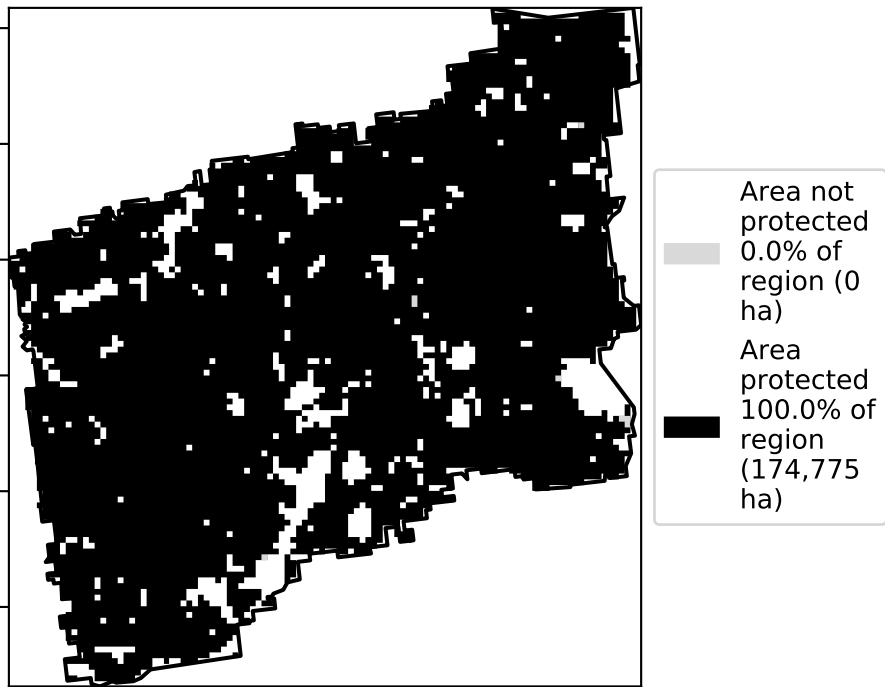 Area not
protected
0.0% of
region (0
ha)
Area
protected
100.0% of
region
(174,775
ha)